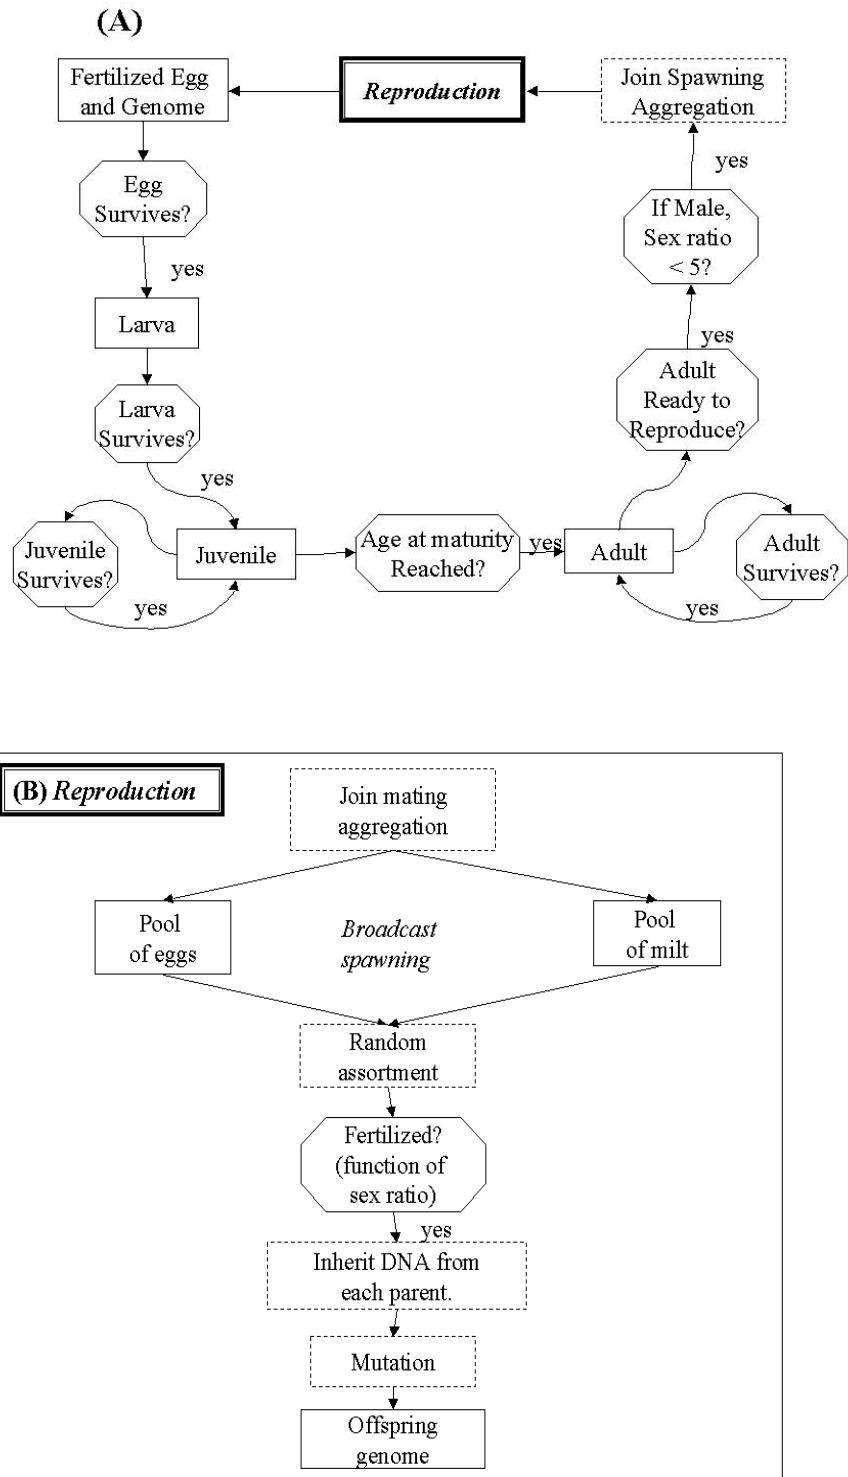 (A)
Fertilized Egg
and Genome
Reproduction
Join Spawning
Aggregation
yes
Egg
Survives?
If Male,
Sex ratio
< 5?
yes
yes
Larva
Adult
Ready to
Reproduce?
Larva
Survives?
yes
Juvenile
Survives?
Juvenile
Age at maturity
Reached?
yes
Adult
Adult
Survives?
yes
yes
(B) Reproduction
Join mating
aggregation
Pool
of eggs
Broadcast
spawning
Pool
of milt
Random
assortment
Fertilized?
(function of
sex ratio)
yes
Inherit DNA from
each parent.
Mutation
Offspring
genome